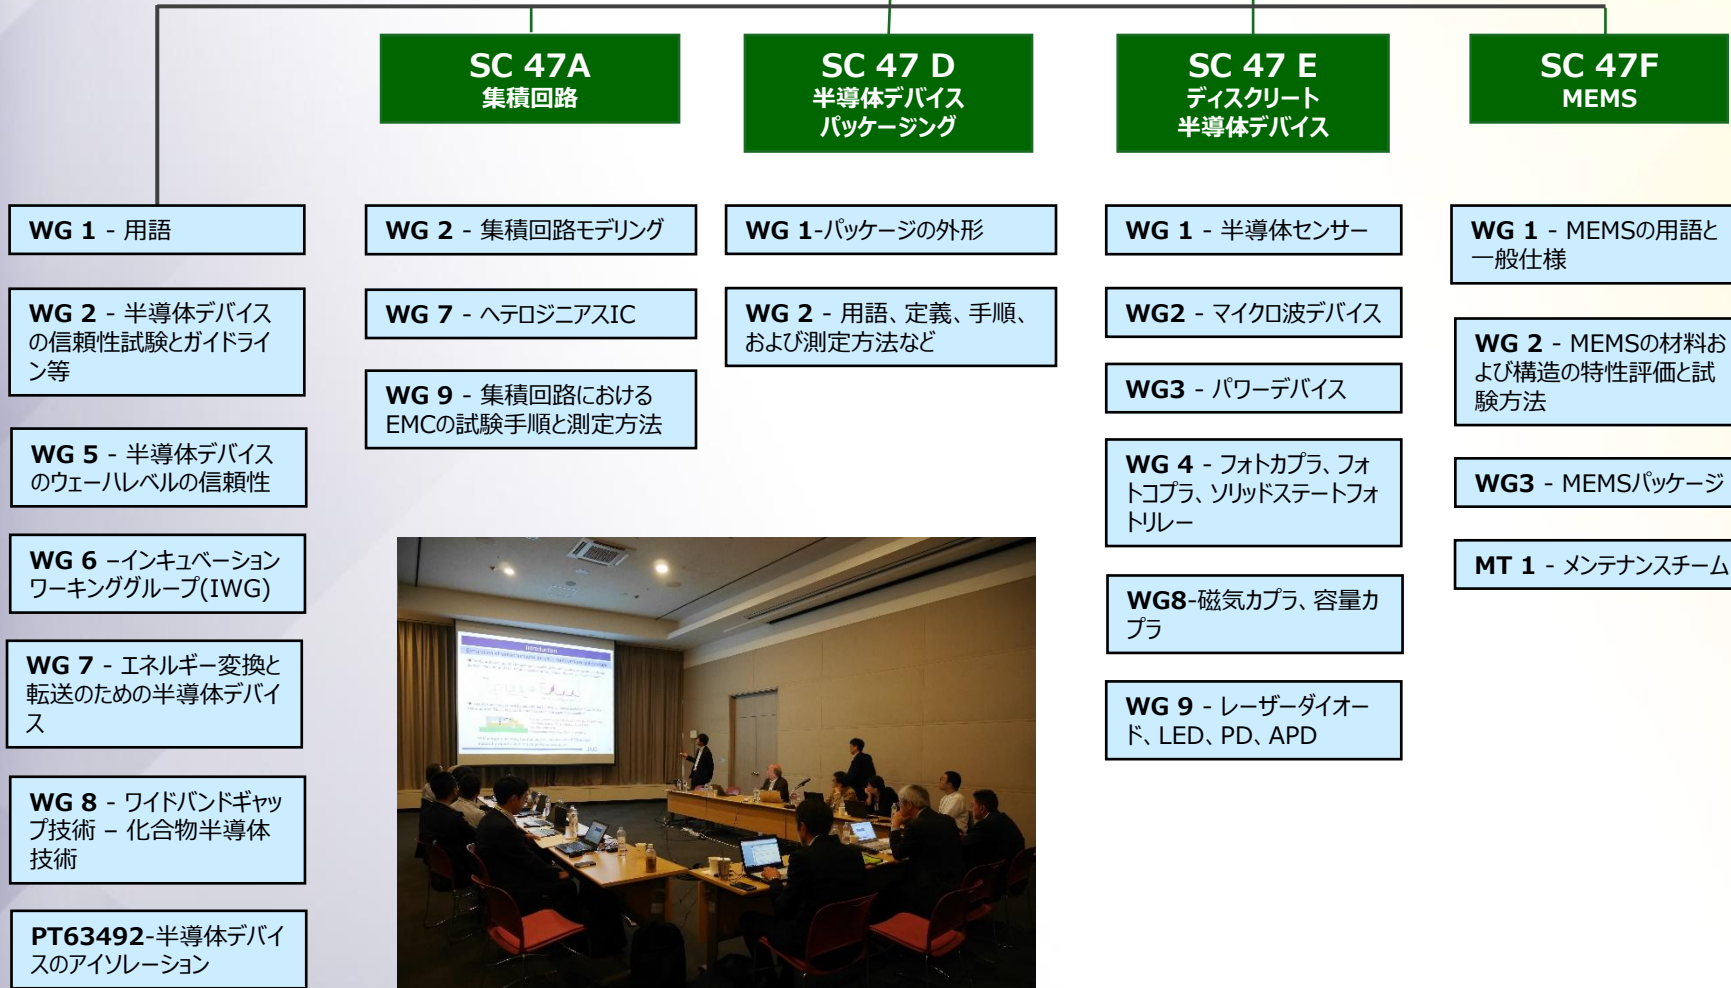 SC 47A
集積回路
SC 47 D
半導体デバイス
パッケージング
SC 47 E
ディスクリート
半導体デバイス
SC 47F
MEMS
WG 1 - 用語
WG 2 - 半導体デバイス
の信頼性試験とガイドライ
ン等
WG 5 - 半導体デバイス
のウェーハレベルの信頼性
WG 6 –インキュベーション
ワーキンググループ(IWG)
WG 7 - エネルギー変換と
転送のための半導体デバイ
ス
WG 8 - ワイドバンドギャッ
プ技術 – 化合物半導体
技術
PT63492-半導体デバイ
スのアイソレーション
WG 2 - 集積回路モデリング
WG 7 - ヘテロジニアスIC
WG 9 - 集積回路における
EMCの試験手順と測定方法
WG 1-パッケージの外形
WG 2 - 用語、定義、手順、
および測定方法など
WG 1 - 半導体センサー
WG2 - マイクロ波デバイス
WG3 - パワーデバイス
WG 4 - フォトカプラ、フォ
トコプラ、ソリッドステートフォ
トリレー
WG8-磁気カプラ、容量カ
プラ
WG 9 - レーザーダイオー
ド、LED、PD、APD
WG 1 - MEMSの用語と
一般仕様
WG 2 - MEMSの材料お
よび構造の特性評価と試
験方法
WG3 - MEMSパッケージ
MT 1 - メンテナンスチーム
Introduction